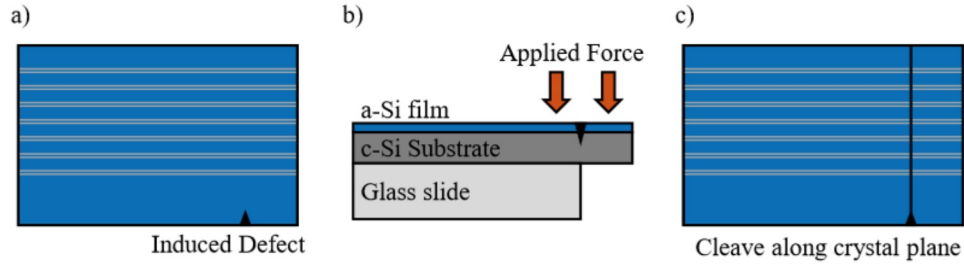 a)
Induced Defect
b)
Applied Force
a-Si film
c-Si Substrate
Glass slide
c)
Cleave along crystal plane